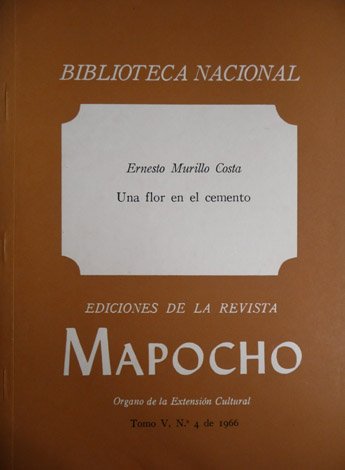 BIBLIOTECA NACIONAL
Ernesto Murillo Costa
Una flor en el cemento
EDICIONES DE LA REVISTA
MAPOCHO
Organo de la Extensión Cultural
Tomo V, N.º 4 de 1966